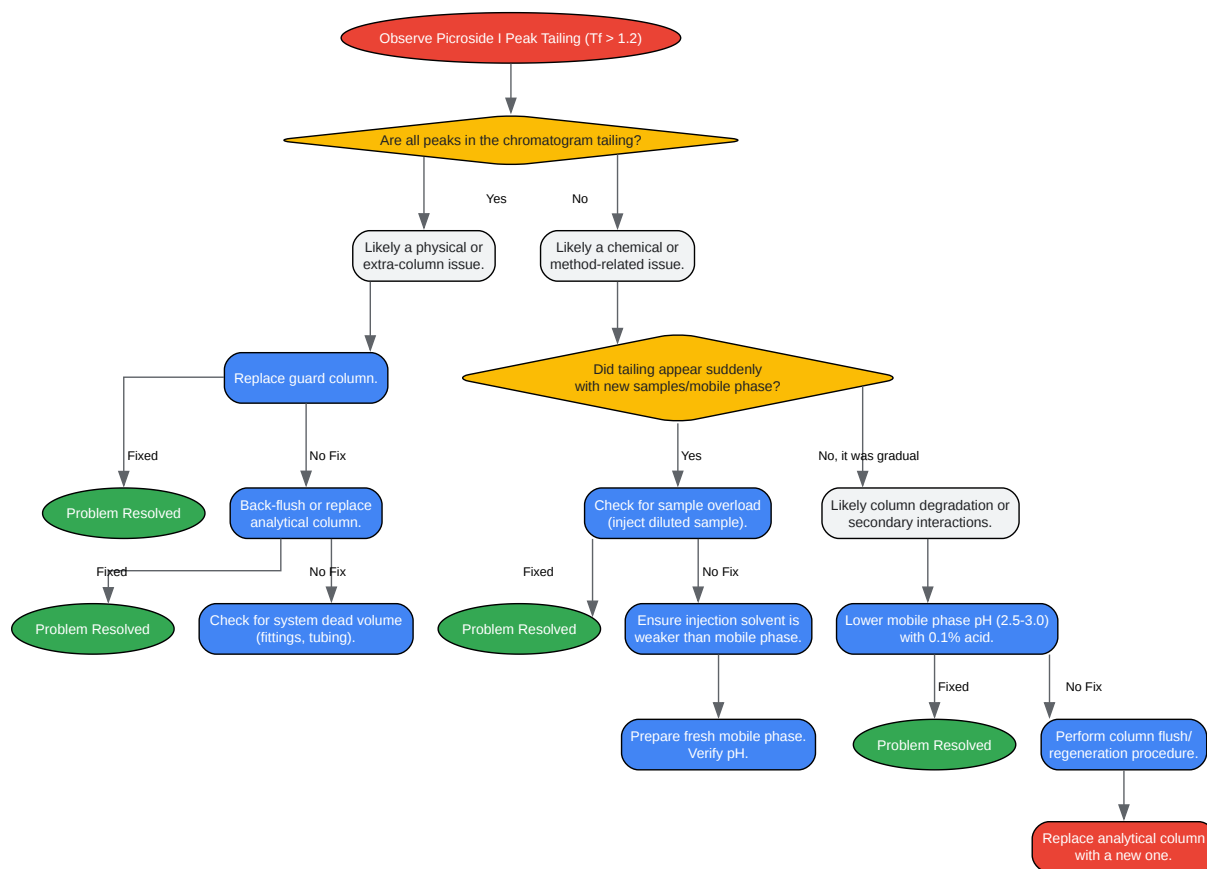 Observe Picroside I Peak Tailing (Tf > 1.2)
Are all peaks in the chromatogram tailing?
Yes
No
Likely a physical or
extra-column issue.
Likely a chemical or
method-related issue.
Replace guard column.
Did tailing appear suddenly
with new samples/mobile phase?
Fixed
No Fix
Yes
No, it was gradual
Problem Resolved
Back-flush or replace
analytical column.
Check for sample overload
(inject diluted sample).
Likely column degradation or
secondary interactions.
Fixed
No Fix
Fixed
No Fix
Problem Resolved
Check for system dead volume
(fittings, tubing).
Problem Resolved
Ensure injection solvent is
weaker than mobile phase.
Lower mobile phase pH (2.5-3.0)
with 0.1% acid.
Fixed
No Fix
Prepare fresh mobile phase.
Verify pH.
Problem Resolved
Perform column flush/
regeneration procedure.
Replace analytical column
with a new one.